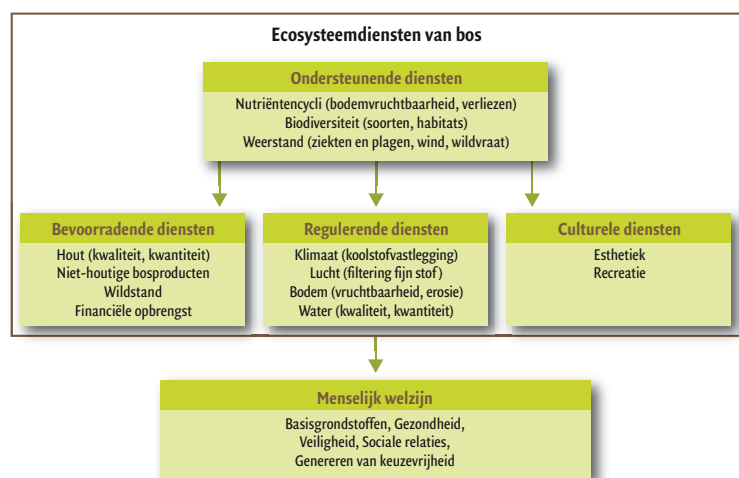 Ecosysteemdiensten van bos
Ondersteunende diensten
Nutriëntencycli (bodemvruchtbaarheid, verliezen)
Biodiversiteit (soorten, habitats)
Weerstand (ziekten en plagen, wind, wildvraat)
Bevoorradende diensten
Hout (kwaliteit, kwantiteit)
Niet-houtige bosproducten
Wildstand
Financiële opbrengst
Regulerende diensten
Klimaat (koolstofvastlegging)
Lucht (filtering fijn stof)
Bodem (vruchtbaarheid, erosie)
Water (kwaliteit, kwantiteit)
Culturele diensten
Esthetiek
Recreatie
Menselijk welzijn
Basisgrondstoffen, Gezondheid,
Veiligheid, Sociale relaties,
Genereren van keuzevrijheid